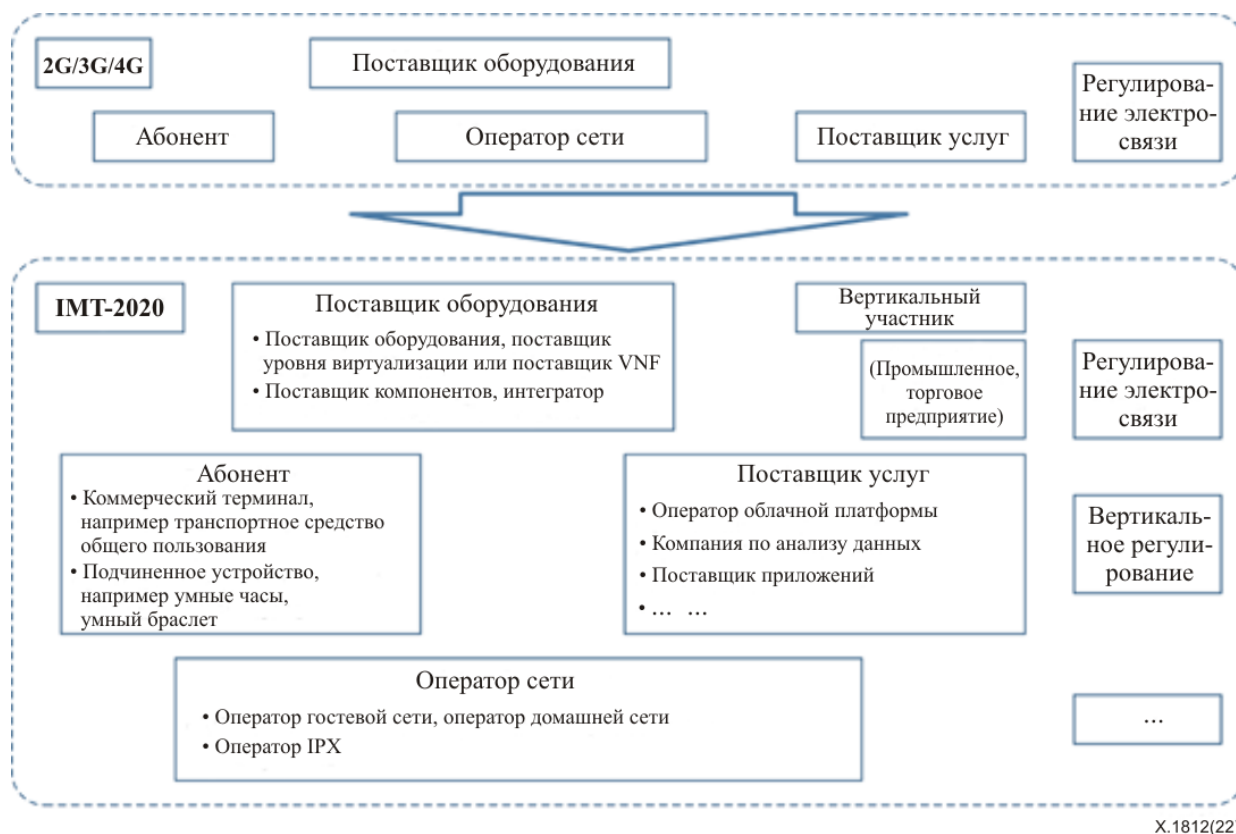 2G/3G/4G
Поставщик оборудования
Абонент
Оператор сети
Поставщик услуг
Регулирова-
ние электро-
связи
IMT-2020
Поставщик оборудования
• Поставщик оборудования, поставщик
уровня виртуализации или поставщик VNF
• Поставщик компонентов, интегратор
Вертикальный
участник
(Промышленное,
торговое
предприятие)
Регулирова-
ние электро-
связи
Абонент
• Коммерческий терминал,
например транспортное средство
общего пользования
• Подчиненное устройство,
например умные часы,
умный браслет
Поставщик услуг
• Оператор облачной платформы
• Компания по анализу данных
• Поставщик приложений
• … …
Вертикаль-
ное регули-
рование
Оператор сети
• Оператор гостевой сети, оператор домашней сети
• Оператор IPX
…
X.1812(22)